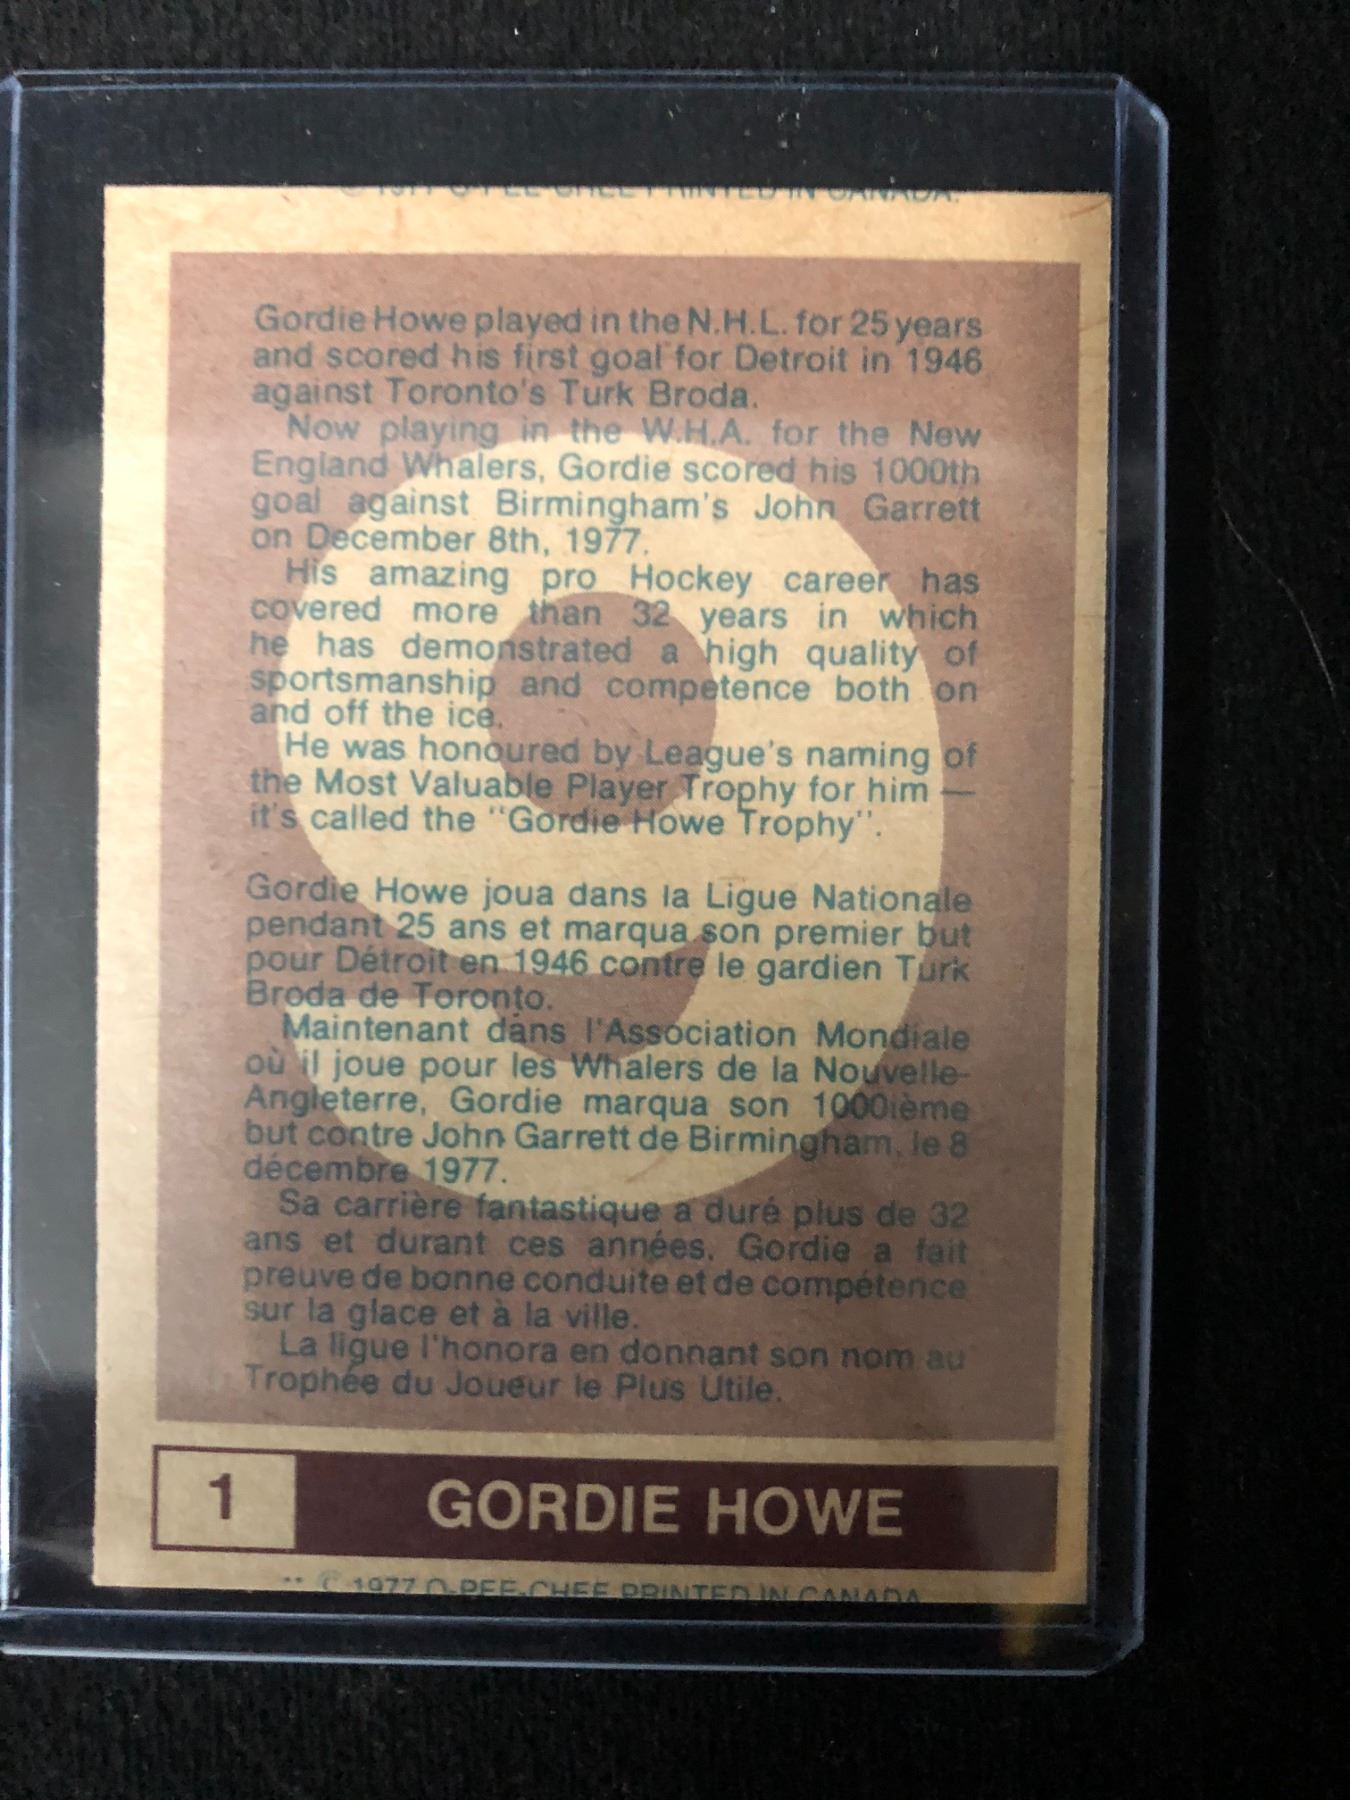 © 1977 O-PEE-CHEE PRINTED IN CANADA.
Gordie Howe played in the N.H.L. for 25 years
and scored his first goal for Detroit in 1946
against Toronto's Turk Broda.
Now playing in the W.H.A. for the New
England Whalers, Gordie scored his 1000th
goal against Birmingham's John Garrett
on December 8th, 1977.
His amazing pro Hockey career has
covered more than 32 years in which
he has demonstrated a high quality of
sportsmanship and competence both on
and off the ice.
He was honoured by League's naming of
the Most Valuable Player Trophy for him —
it's called the "Gordie Howe Trophy".
Gordie Howe joua dans la Ligue Nationale
pendant 25 ans et marqua son premier but
pour Détroit en 1946 contre le gardien Turk
Broda de Toronto.
Maintenant dans l'Association Mondiale
où il joue pour les Whalers de la Nouvelle-
Angleterre, Gordie marqua son 1000ième
but contre John Garrett de Birmingham, le 8
décembre 1977.
Sa carrière fantastique a duré plus de 32
ans et durant ces années, Gordie a fait
preuve de bonne conduite et de compétence
sur la glace et à la ville.
La ligue l'honora en donnant son nom au
Trophée du Joueur le Plus Utile.
1 GORDIE HOWE
** © 1977 O-PEE-CHEE PRINTED IN CANADA